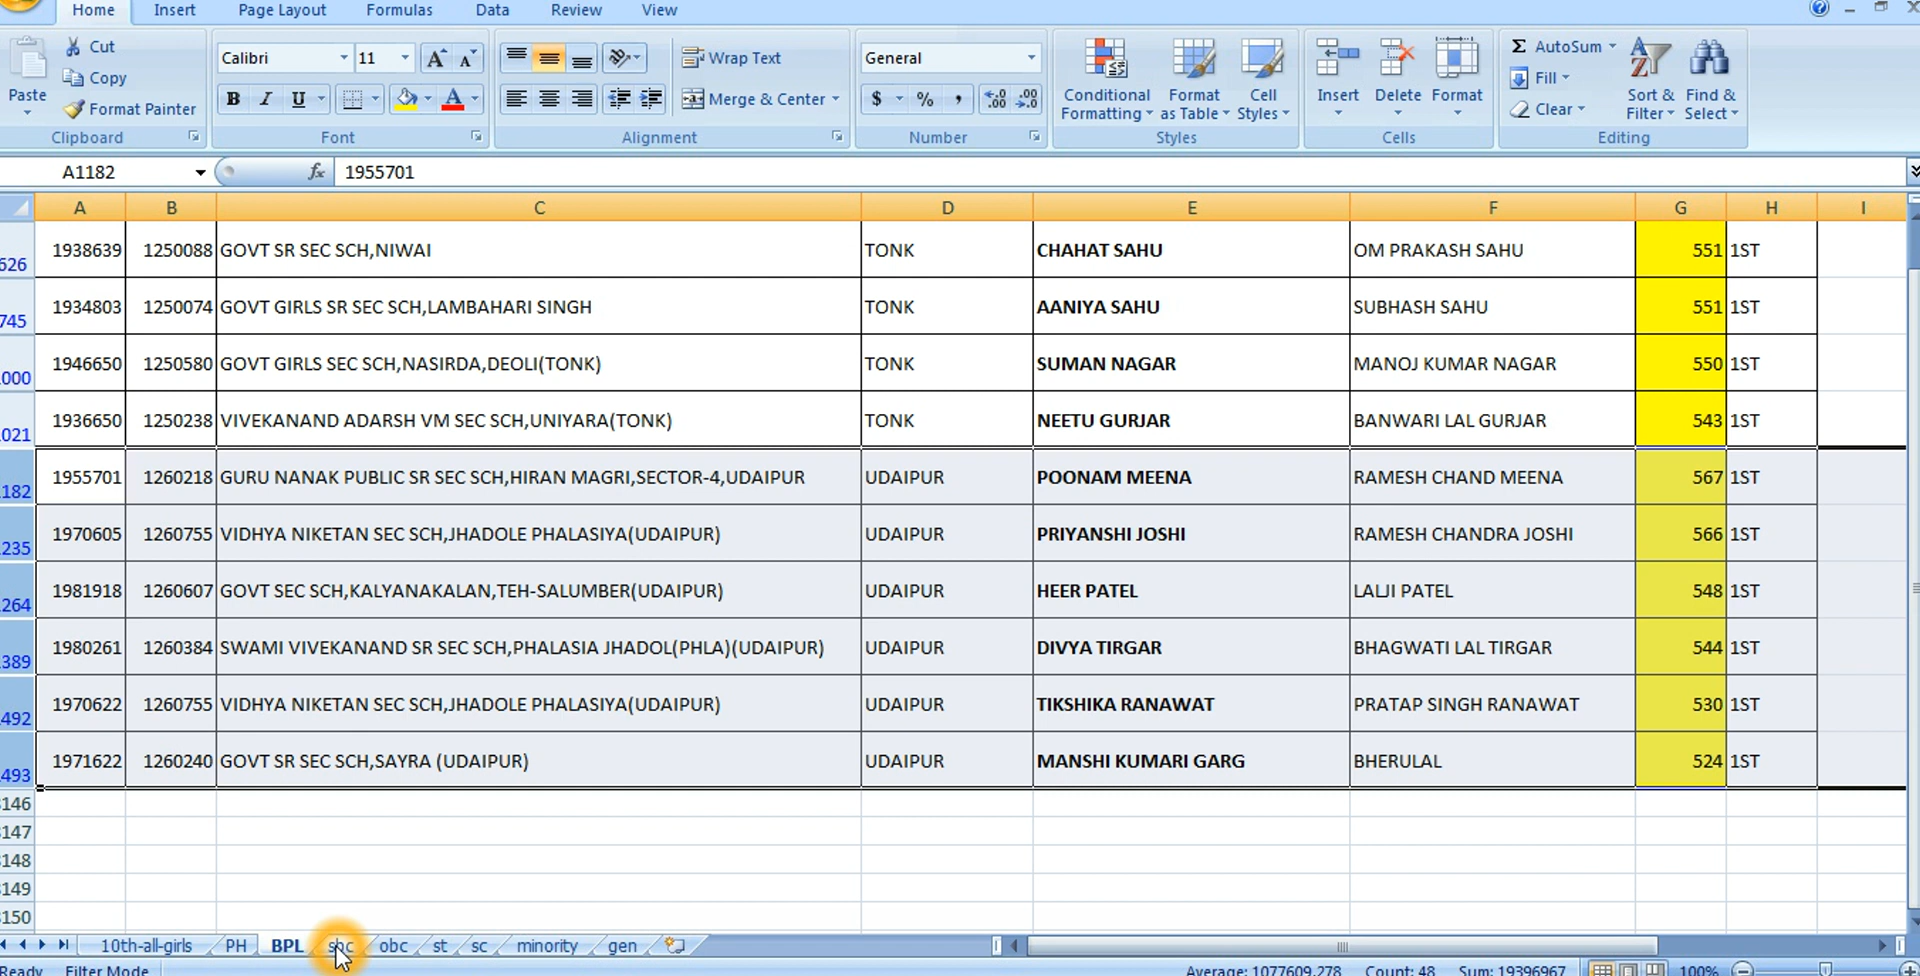 Home Insert Page Layout Formulas Data Review View
Paste
Cut
Copy
Format Painter
Clipboard
Calibri 11
B I U
Font
Wrap Text
Merge & Center
Alignment
General
$ % ,
Number
Conditional Formatting
Format as Table
Cell Styles
Styles
Insert Delete Format
Cells
Σ AutoSum
Fill
Clear
Sort & Filter
Find & Select
Editing
A1182 fx 1955701
A B C D E F G H I
626 1938639 1250088 GOVT SR SEC SCH,NIWAI TONK CHAHAT SAHU OM PRAKASH SAHU 551 1ST
745 1934803 1250074 GOVT GIRLS SR SEC SCH,LAMBAHARI SINGH TONK AANIYA SAHU SUBHASH SAHU 551 1ST
000 1946650 1250580 GOVT GIRLS SEC SCH,NASIRDA,DEOLI(TONK) TONK SUMAN NAGAR MANOJ KUMAR NAGAR 550 1ST
021 1936650 1250238 VIVEKANAND ADARSH VM SEC SCH,UNIYARA(TONK) TONK NEETU GURJAR BANWARI LAL GURJAR 543 1ST
182 1955701 1260218 GURU NANAK PUBLIC SR SEC SCH,HIRAN MAGRI,SECTOR-4,UDAIPUR UDAIPUR POONAM MEENA RAMESH CHAND MEENA 567 1ST
235 1970605 1260755 VIDHYA NIKETAN SEC SCH,JHADOLE PHALASIYA(UDAIPUR) UDAIPUR PRIYANSHI JOSHI RAMESH CHANDRA JOSHI 566 1ST
264 1981918 1260607 GOVT SEC SCH,KALYANAKALAN,TEH-SALUMBER(UDAIPUR) UDAIPUR HEER PATEL LALJI PATEL 548 1ST
389 1980261 1260384 SWAMI VIVEKANAND SR SEC SCH,PHALASIA JHADOL(PHLA)(UDAIPUR) UDAIPUR DIVYA TIRGAR BHAGWATI LAL TIRGAR 544 1ST
492 1970622 1260755 VIDHYA NIKETAN SEC SCH,JHADOLE PHALASIYA(UDAIPUR) UDAIPUR TIKSHIKA RANAWAT PRATAP SINGH RANAWAT 530 1ST
493 1971622 1260240 GOVT SR SEC SCH,SAYRA (UDAIPUR) UDAIPUR MANSHI KUMARI GARG BHERULAL 524 1ST
146
147
148
149
150
10th-all-girls PH BPL obc st sc minority gen
Ready Filter Mode Average: 1077609.278 Count: 48 Sum: 19396967 100%